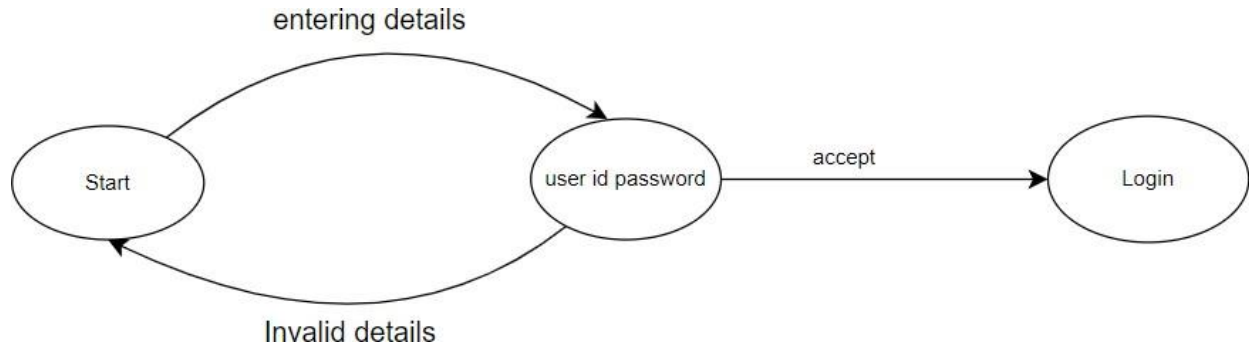 entering details
Start
user id password
accept
Login
Invalid details